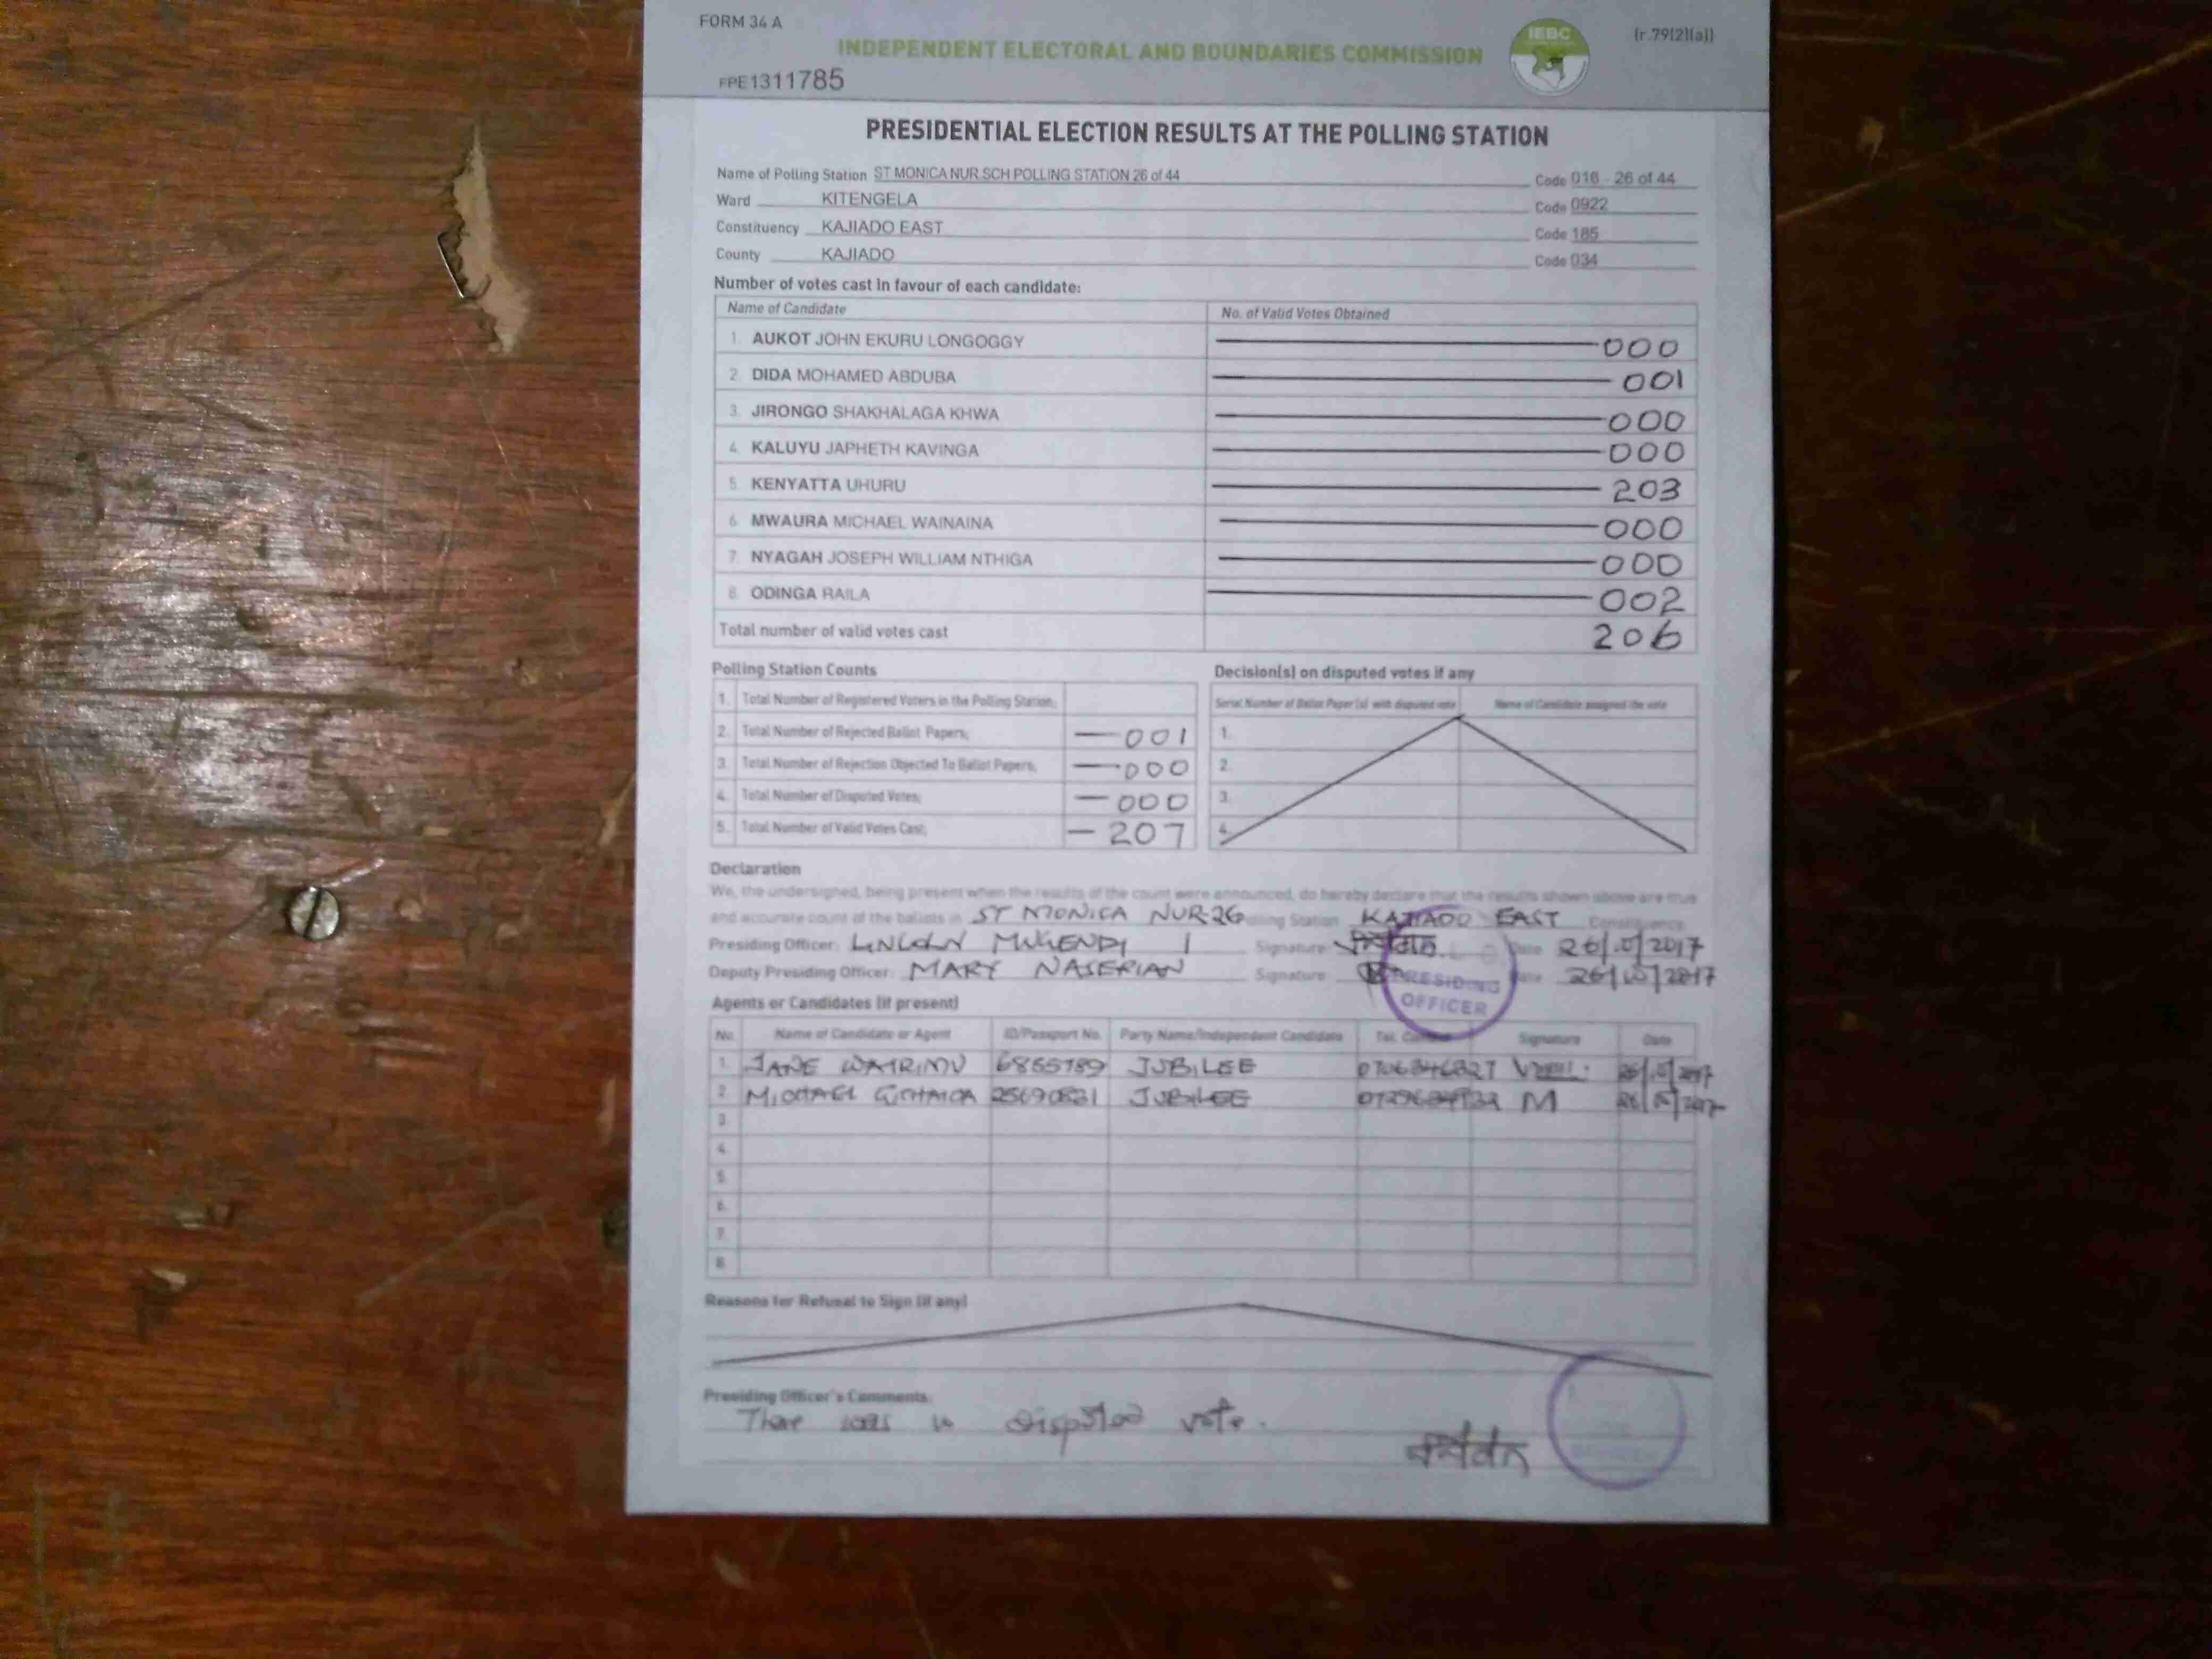 FORM 34 A
INDEPENDENT ELECTORAL AND BOUNDARIES COMMISSION
IEBC
(r.79(2)(a))
FPE1311785
PRESIDENTIAL ELECTION RESULTS AT THE POLLING STATION
Name of Polling Station ST MONICA NUR SCH POLLING STATION 26 of 44 Code 016 - 26 of 44
Ward KITENGELA Code 0922
Constituency KAJIADO EAST Code 185
County KAJIADO Code 034
Number of votes cast in favour of each candidate:
Name of Candidate No. of Valid Votes Obtained
1. AUKOT JOHN EKURU LONGOGGY 000
2. DIDA MOHAMED ABDUBA 001
3. JIRONGO SHAKHALAGA KHWA 000
4. KALUYU JAPHETH KAVINGA 000
5. KENYATTA UHURU 203
6. MWAURA MICHAEL WAINAINA 000
7. NYAGAH JOSEPH WILLIAM NTHIGA 000
8. ODINGA RAILA 002
Total number of valid votes cast 206
Polling Station Counts
1. Total Number of Registered Voters in the Polling Station;
2. Total Number of Rejected Ballot Papers; 001
3. Total Number of Rejection Objected To Ballot Papers; 000
4. Total Number of Disputed Votes; 000
5. Total Number of Valid Votes Cast; 207
Decision(s) on disputed votes if any
Serial Number of Ballot Paper(s) with disputed vote Name of Candidate assigned the vote
1.
2.
3.
4.
Declaration
We, the undersigned, being present when the results of the count were announced, do hereby declare that the results shown above are true
and accurate count of the ballots in ST MONICA NUR 26 Polling Station KAJIADO EAST Constituency
Presiding Officer: Signature Date 26/10/2017
Deputy Presiding Officer: MARY NASERIAN Signature Date 26/10/2017
PRESIDING
OFFICER
Agents or Candidates (if present)
No. Name of Candidate or Agent ID/Passport No. Party Name/Independent Candidate Tel. Contact Signature Date
1. JANE WAIRIMU JUBILEE 26/10/2017
2. MICHAEL JUBILEE M 26/10/2017
3.
4.
5.
6.
7.
8.
Reasons for Refusal to Sign (if any)
Presiding Officer's Comments:
There was no disputed vote.